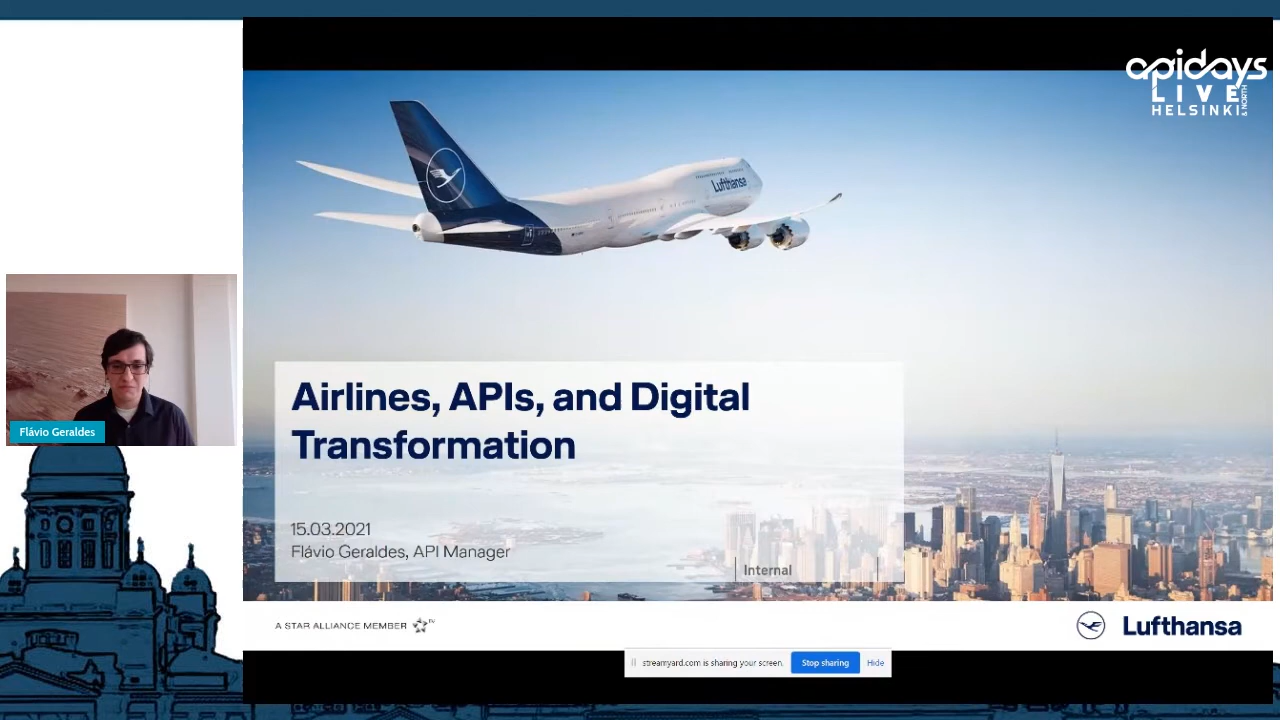 apidays
LIVE
HELSINKI
& NORTH
Lufthansa
Flávio Geraldes
Airlines, APIs, and Digital
Transformation
15.03.2021
Flávio Geraldes, API Manager
Internal
A STAR ALLIANCE MEMBER TM
Lufthansa
streamyard.com is sharing your screen.
Stop sharing
Hide